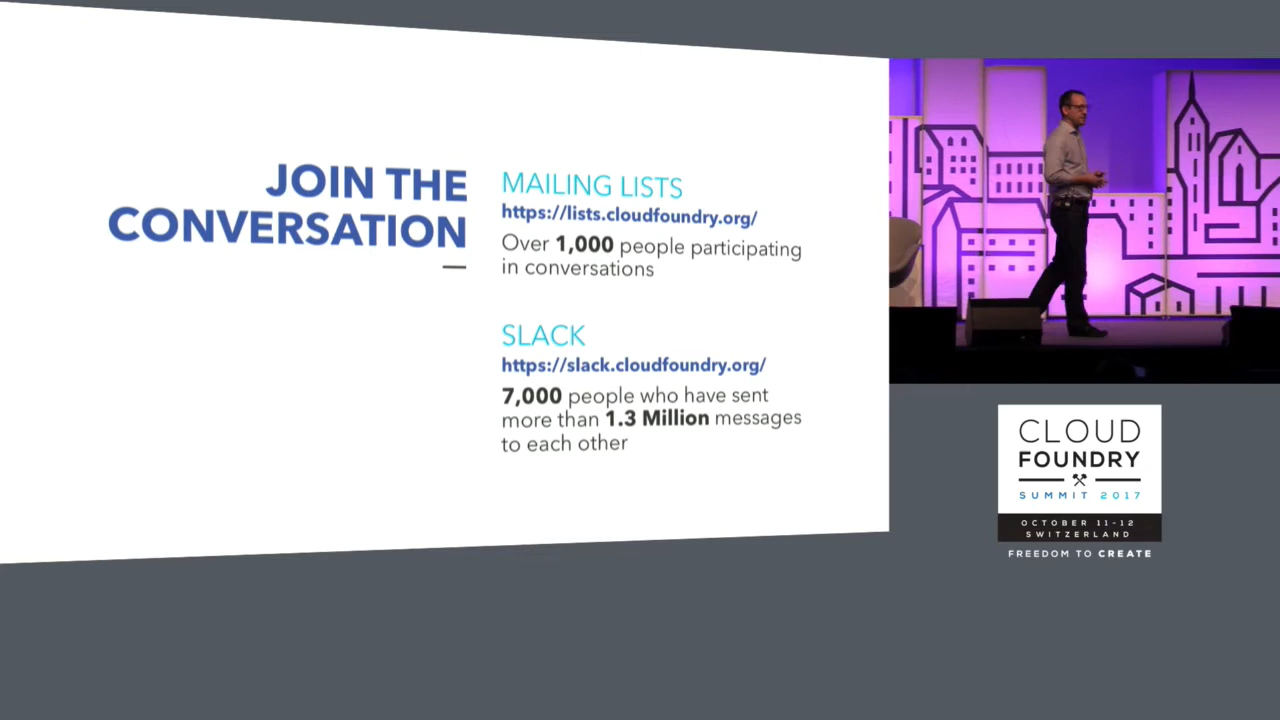 JOIN THE
CONVERSATION
MAILING LISTS
https://lists.cloudfoundry.org/
Over 1,000 people participating
in conversations
SLACK
https://slack.cloudfoundry.org/
7,000 people who have sent
more than 1.3 Million messages
to each other
CLOUD
FOUNDRY
SUMMIT 2017
OCTOBER 11-12
SWITZERLAND
FREEDOM TO CREATE